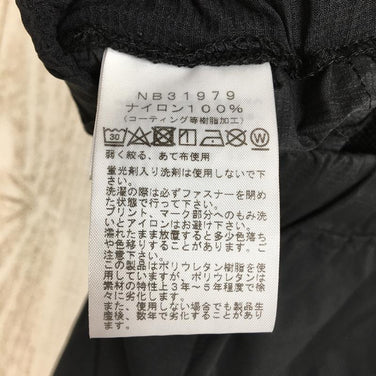 NB31979
ナイロン100%
(コーティング等樹脂加工)
30
W
弱く絞る、あて布使用
蛍光剤入り洗剤は使用しないで下
さい。
洗濯の際は必ずファスナーを閉め
た状態で行って下さい。
プリント、マーク部分へのもみ洗
いとアイロンはお避け下さい。
濡れたまま放置すると多少色落ち
や色移りすることがあります。ご
注意下さい。
この製品はポリウレタン樹脂を使
用していますが、ポリウレタンは
素材の特性上3年~5年程度で徐
々に劣化します。
また、使用しない場合でも製品生
産後、数年で劣化することがあり
ます。